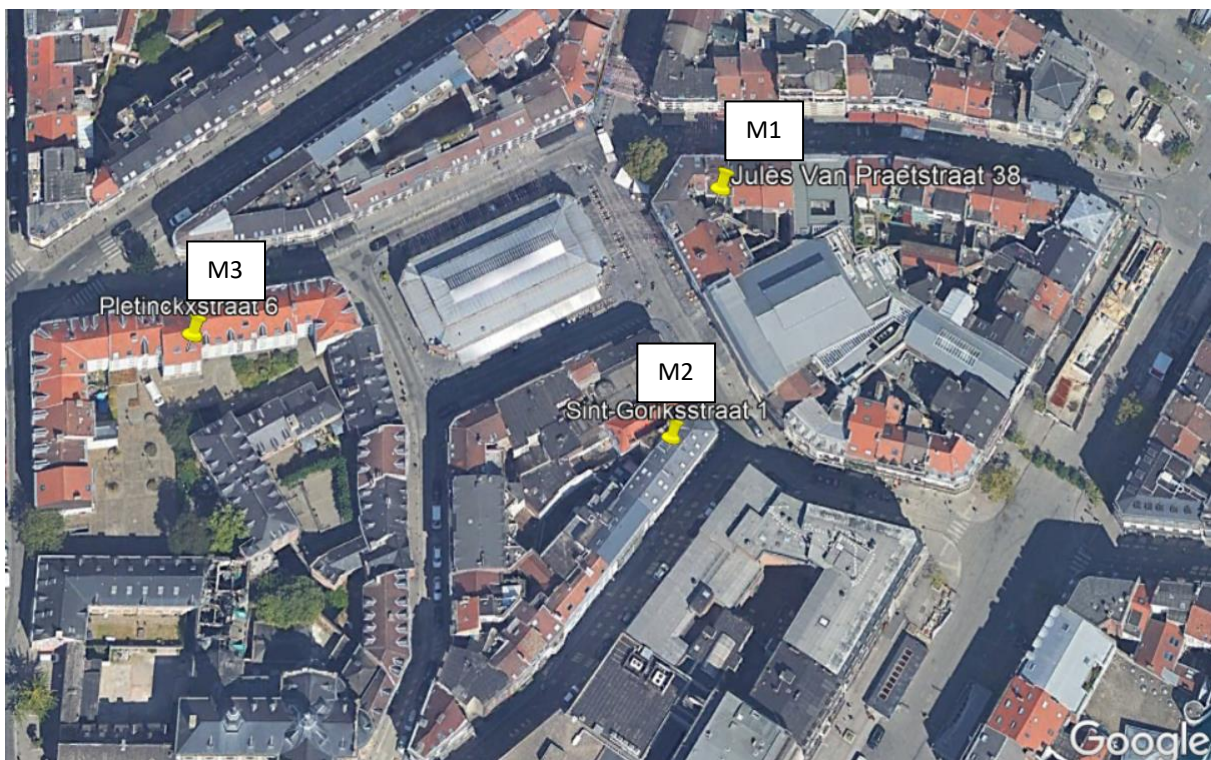 M1
Jules Van Praetstraat 38
M3
Pletinckxstraat 6
M2
Sint-Goriksstraat 1
Google